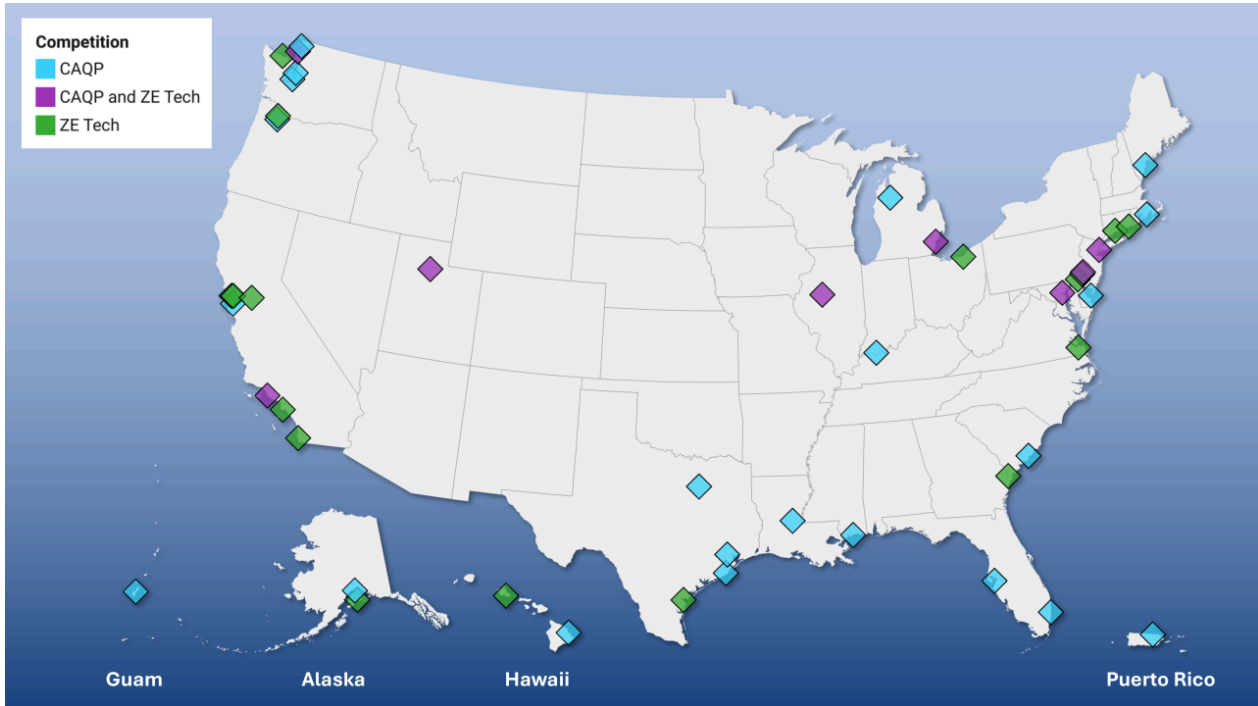 Competition
CAQP
CAQP and ZE Tech
ZE Tech
Guam
Alaska
Hawaii
Puerto Rico